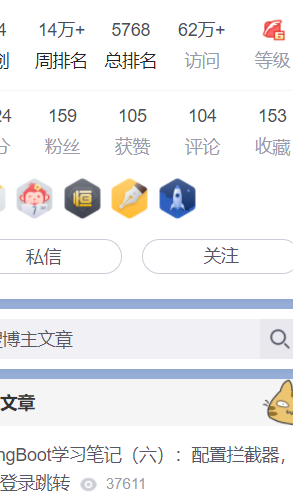 4 14万+ 5768 62万+
创 周排名 总排名 访问 等级
24 159 105 104 153
分 粉丝 获赞 评论 收藏
私信 关注
博主文章
文章
ngBoot学习笔记（六）：配置拦截器，
登录跳转 37611